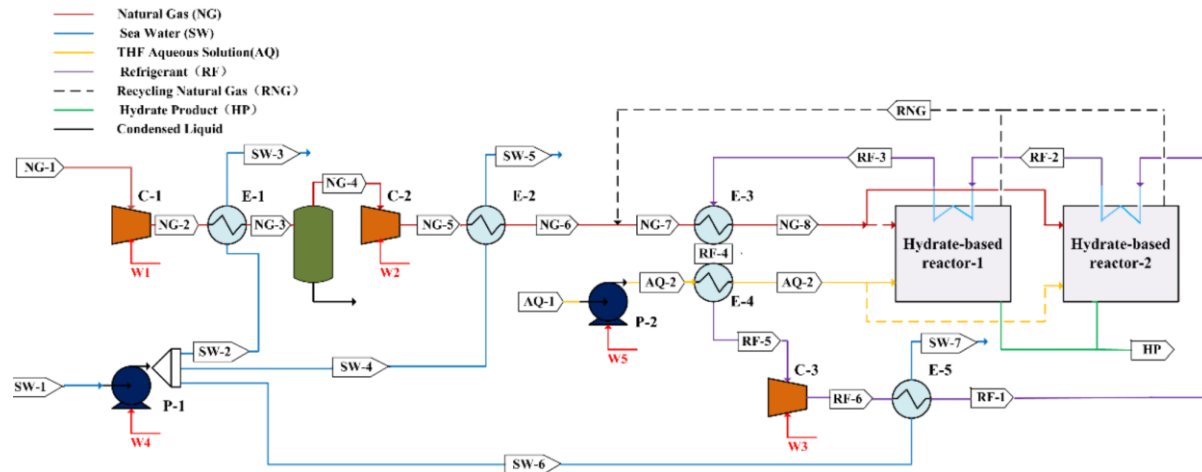 Natural Gas (NG)
Sea Water (SW)
THF Aqueous Solution(AQ)
Refrigerant（RF）
Recycling Natural Gas（RNG）
Hydrate Product（HP）
Condensed Liquid
RNG
SW-3
SW-5
RF-3
RF-2
NG-1
NG-4
C-1
E-1
C-2
E-2
E-3
NG-2
NG-3
NG-5
NG-6
NG-7
NG-8
Hydrate-based
reactor-1
Hydrate-based
reactor-2
RF-4
W1
W2
AQ-2
AQ-2
E-4
AQ-1
P-2
SW-2
SW-4
W5
RF-5
SW-7
HP
C-3
E-5
SW-1
P-1
RF-6
RF-1
W4
W3
SW-6